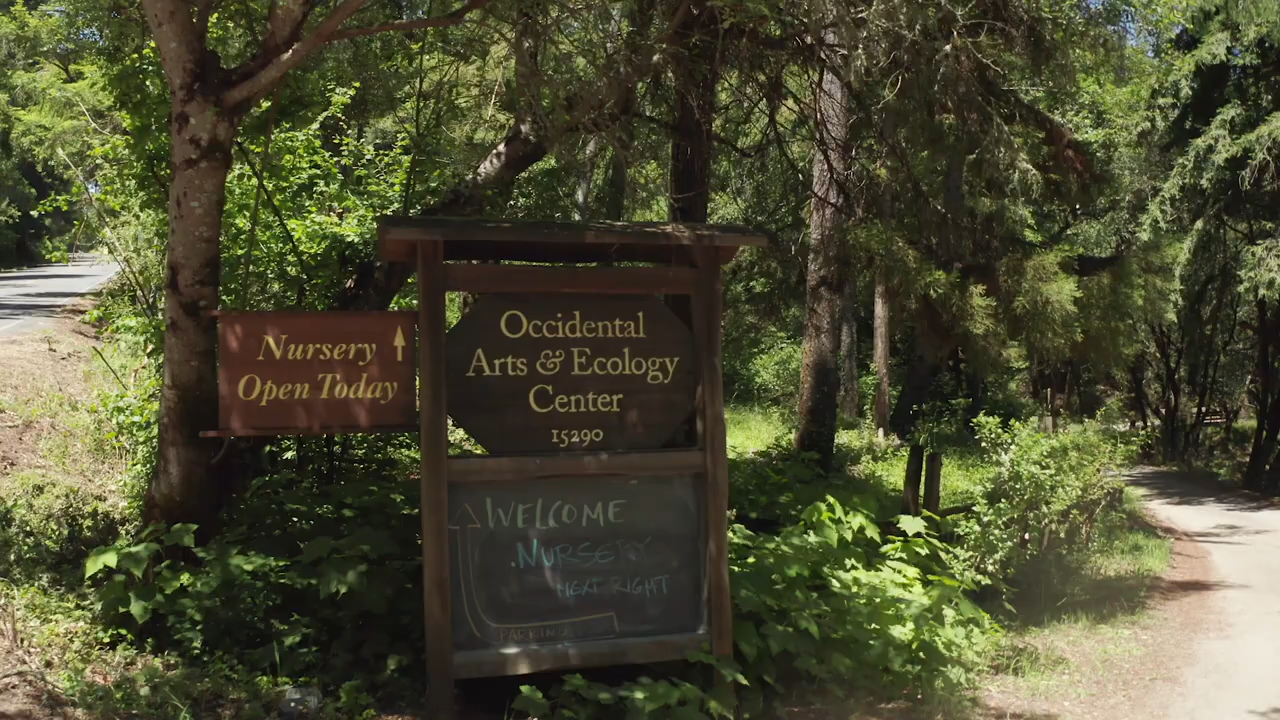 Nursery
Open Today
Occidental
Arts & Ecology
Center
15290
WELCOME
NURSERY
NEXT RIGHT
PARKING